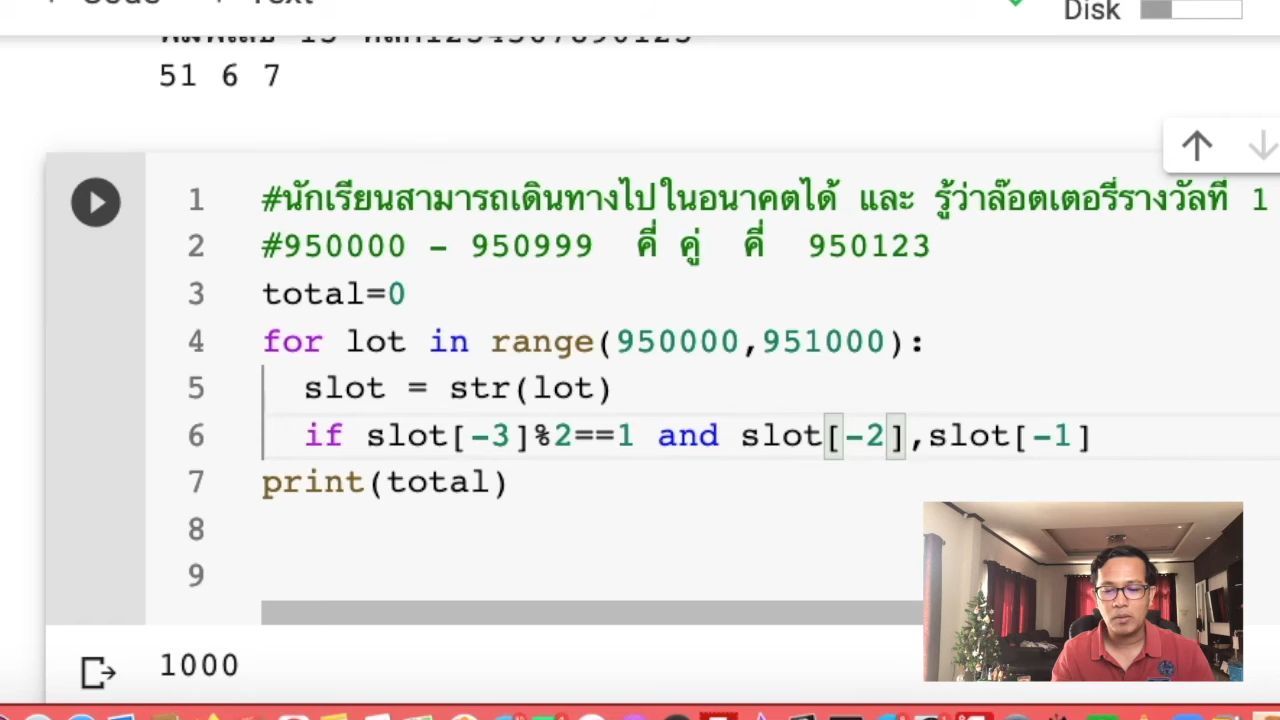 Disk
51 6 7
1 #นักเรียนสามารถเดินทางไปในอนาคตได้ และ รู้ว่าล๊อตเตอรี่รางวัลที่ 1
2 #950000 - 950999 คี่ คู่ คี่ 950123
3 total=0
4 for lot in range(950000,951000):
5 slot = str(lot)
6 if slot[-3]%2==1 and slot[-2],slot[-1]
7 print(total)
8
9
1000